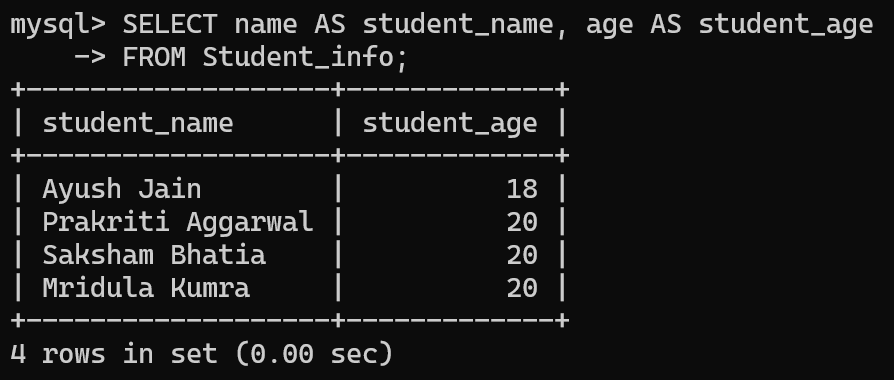 mysql> SELECT name AS student_name, age AS student_age
    -> FROM Student_info;
+-------------------+-------------+
| student_name      | student_age |
+-------------------+-------------+
| Ayush Jain        |          18 |
| Prakriti Aggarwal |          20 |
| Saksham Bhatia    |          20 |
| Mridula Kumra     |          20 |
+-------------------+-------------+
4 rows in set (0.00 sec)